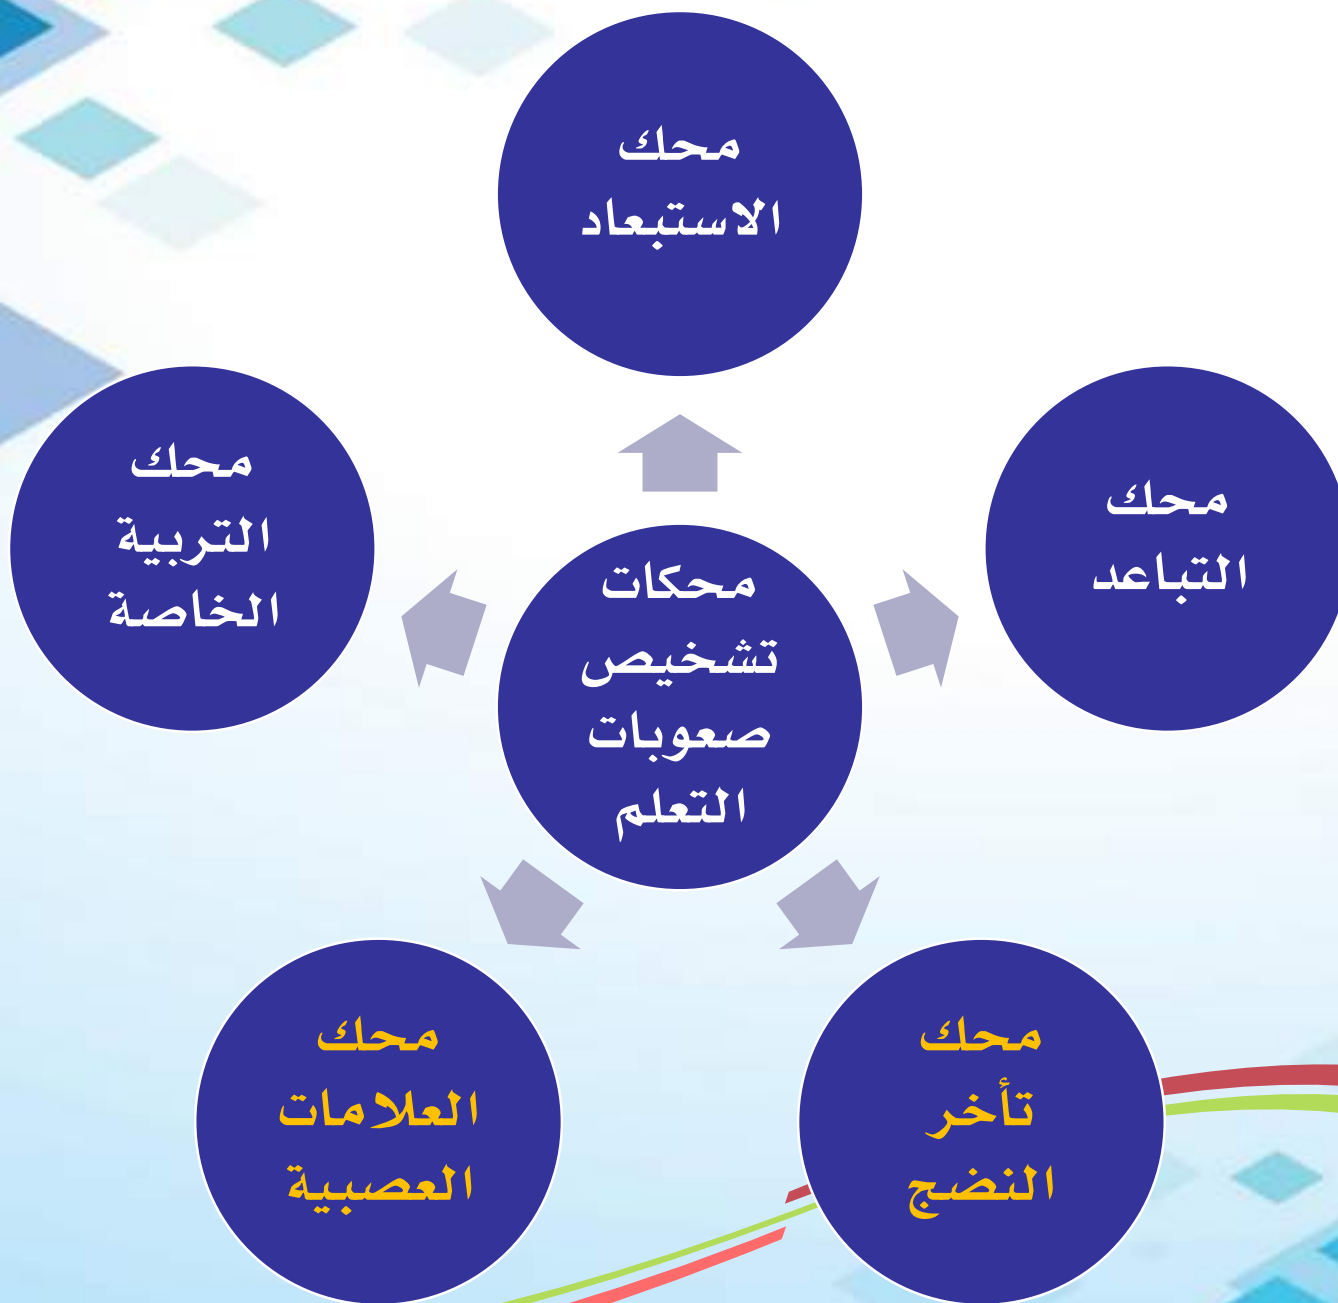 محك
الاستبعاد
محك
التباعد
محك
التربية
الخاصة
محكات
تشخيص
صعوبات
التعلم
محك
تأخر
النضج
محك
العلامات
العصبية